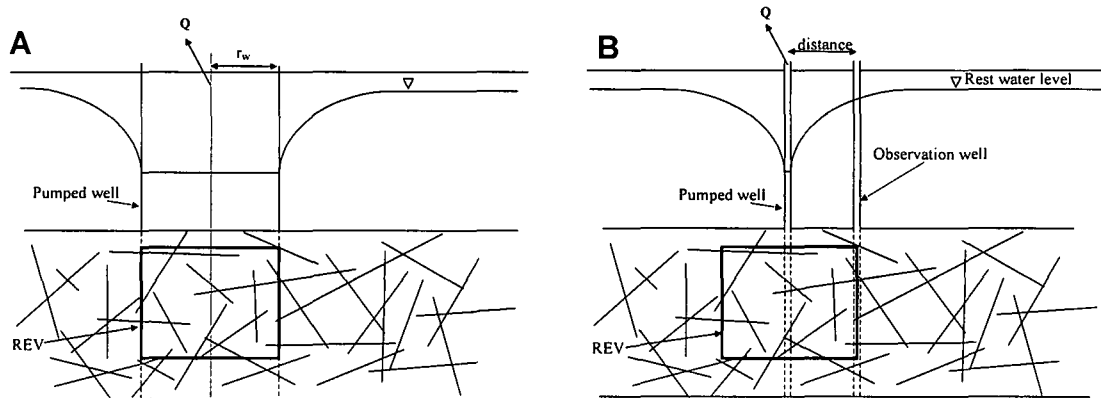 A
Q
r_w
Pumped well
REV
B
Q
distance
Rest water level
Observation well
Pumped well
REV